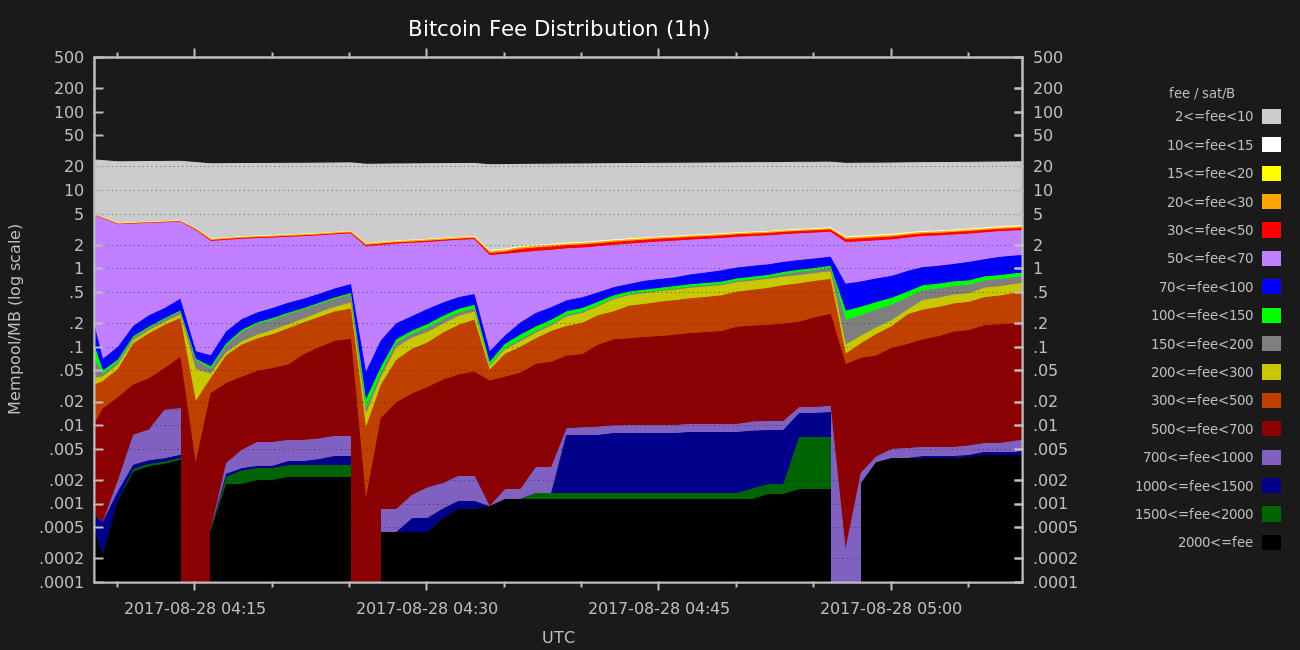 Bitcoin Fee Distribution (1h)
500
200
100
50
20
10
5
2
1
.5
.2
.1
.05
.02
.01
.005
.002
.001
.0005
.0002
.0001
Mempool/MB (log scale)
500
200
100
50
20
10
5
2
1
.5
.2
.1
.05
.02
.01
.005
.002
.001
.0005
.0002
.0001
2017-08-28 04:15
2017-08-28 04:30
2017-08-28 04:45
2017-08-28 05:00
UTC
fee / sat/B
2<=fee<10
10<=fee<15
15<=fee<20
20<=fee<30
30<=fee<50
50<=fee<70
70<=fee<100
100<=fee<150
150<=fee<200
200<=fee<300
300<=fee<500
500<=fee<700
700<=fee<1000
1000<=fee<1500
1500<=fee<2000
2000<=fee